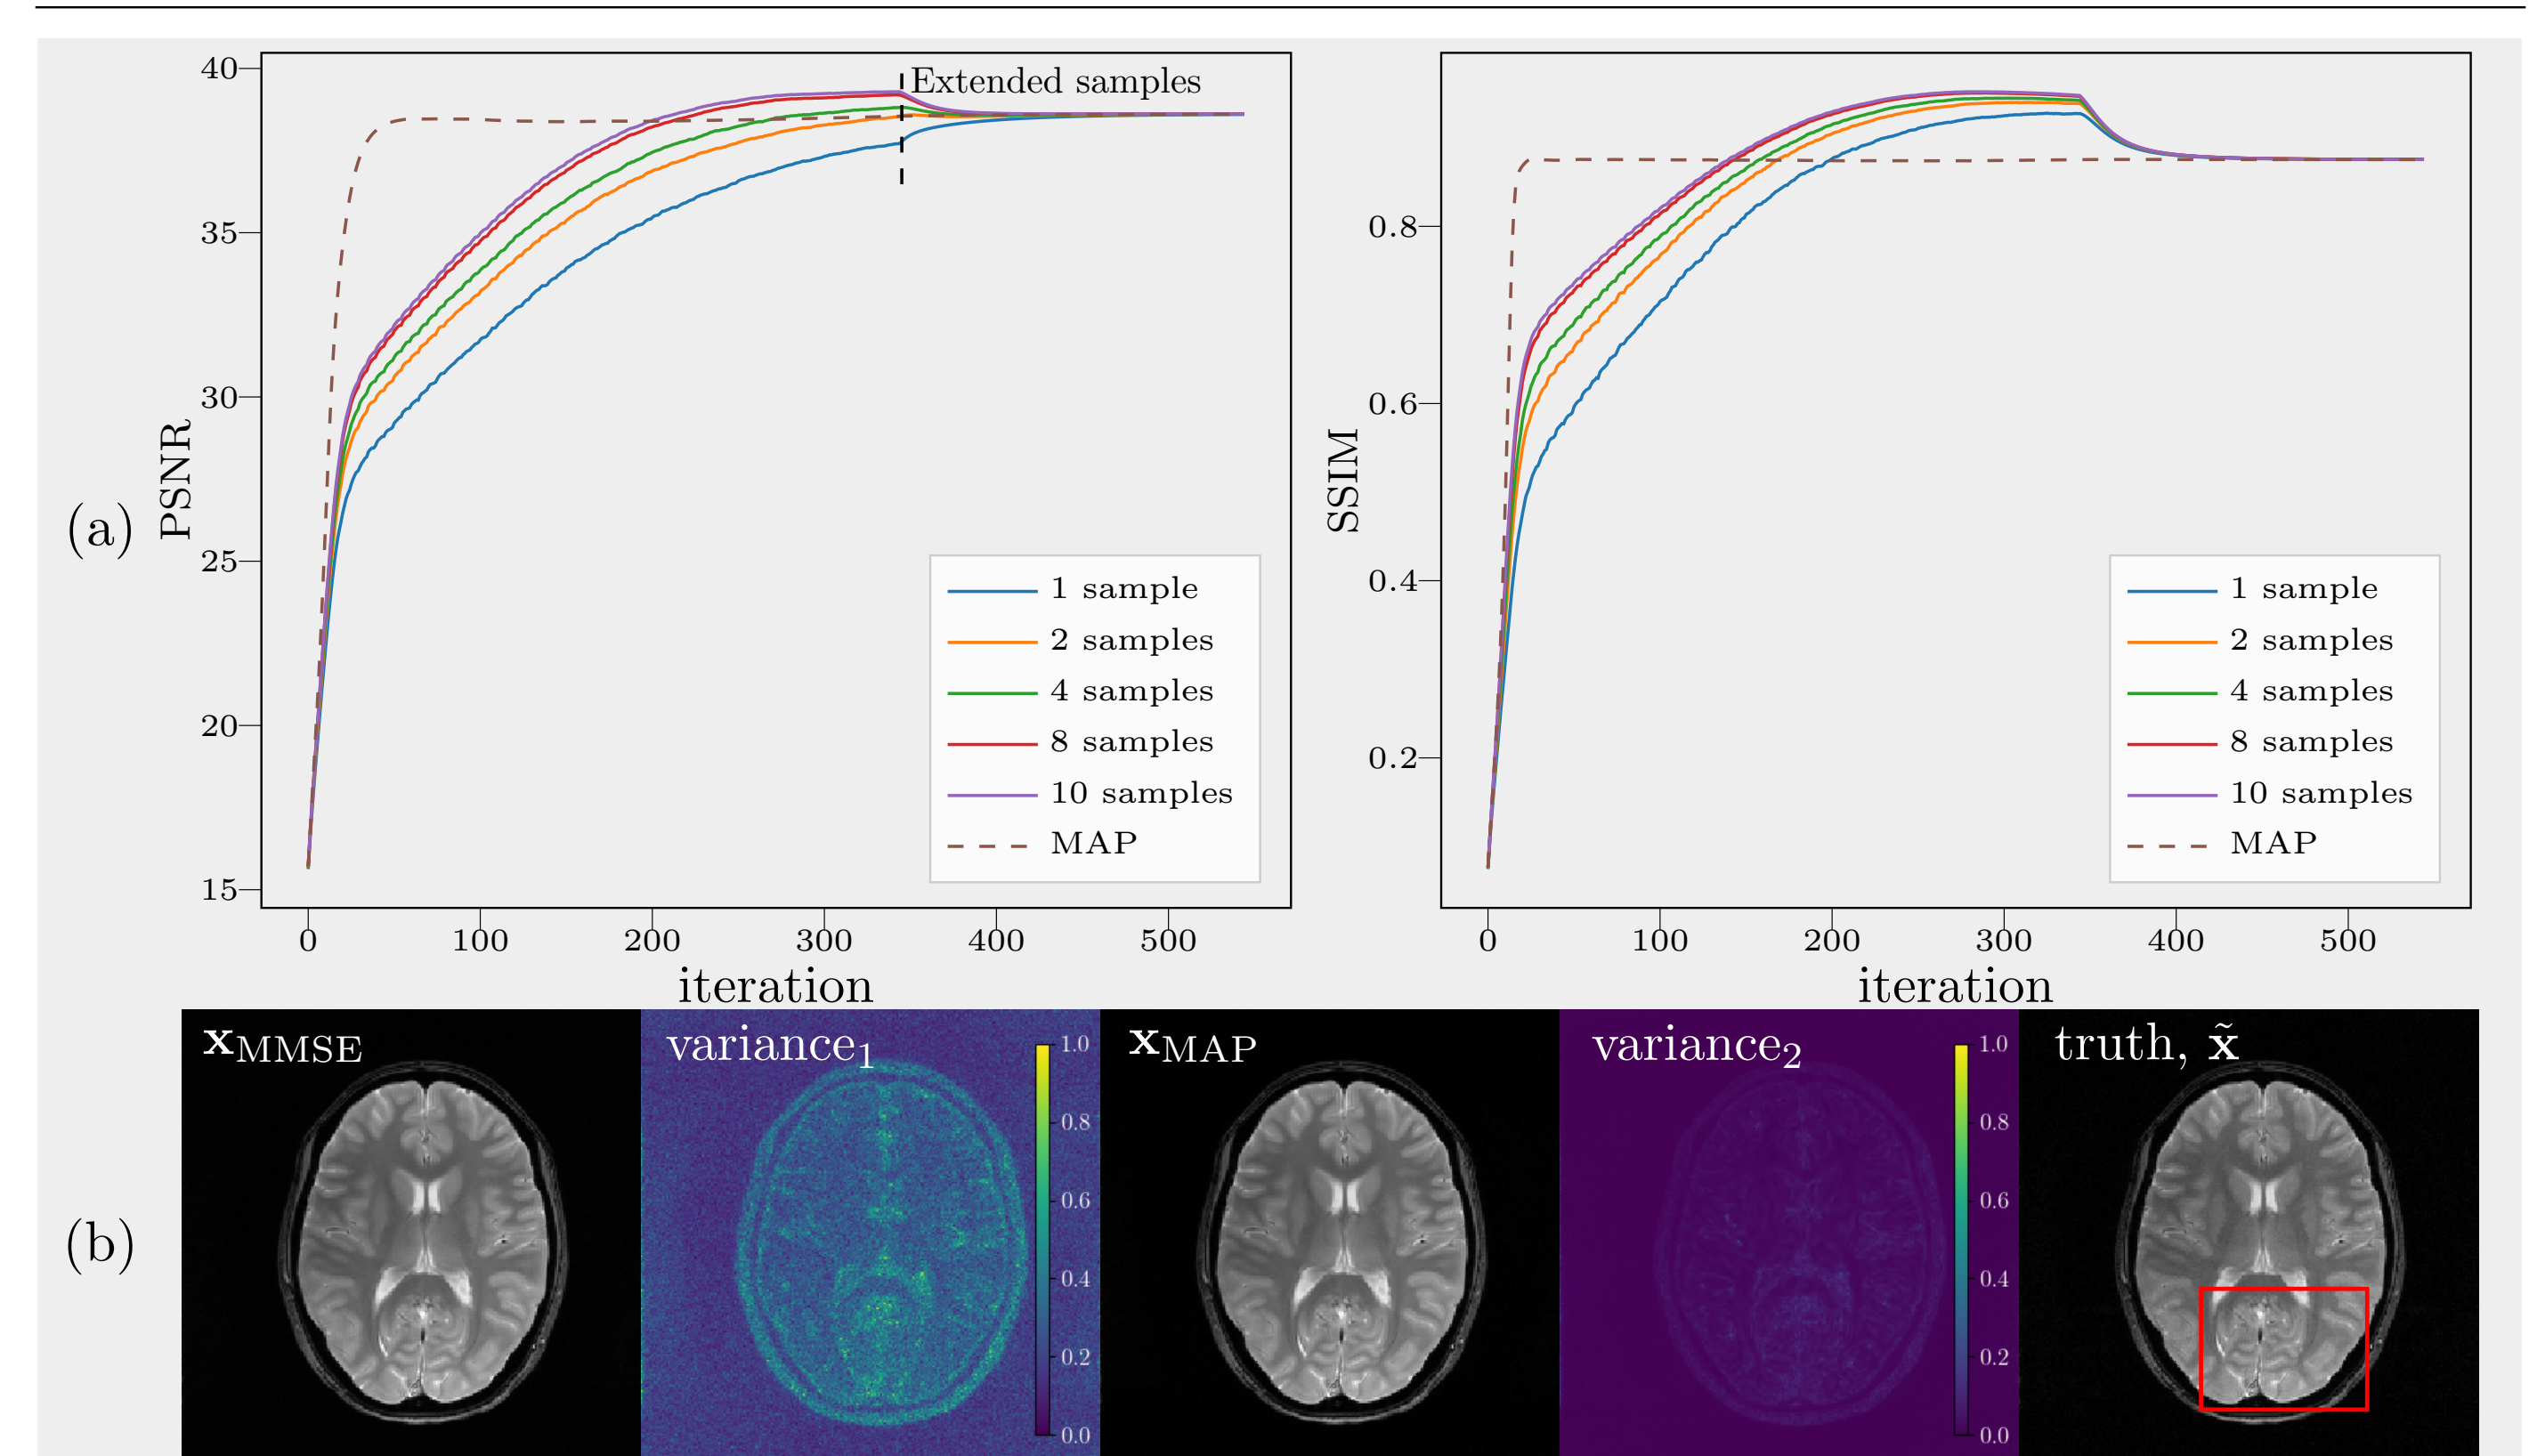 (a)
PSNR
40
35
30
25
20
15
Extended samples
1 sample
2 samples
4 samples
8 samples
10 samples
MAP
0 100 200 300 400 500
iteration
SSIM
0.8
0.6
0.4
0.2
1 sample
2 samples
4 samples
8 samples
10 samples
MAP
0 100 200 300 400 500
iteration
(b)
x_MMSE
variance₁
1.0
0.8
0.6
0.4
0.2
0.0
x_MAP
variance₂
1.0
0.8
0.6
0.4
0.2
0.0
truth, x̃